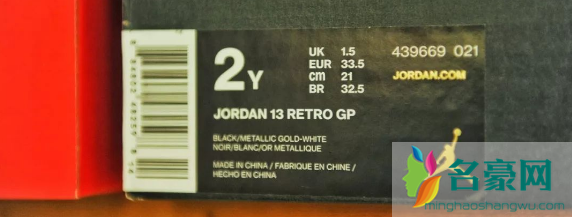 2Y
UK 1.5
EUR 33.5
cm 21
BR 32.5
439669 021
JORDAN.COM
JORDAN 13 RETRO GP
BLACK/METALLIC GOLD-WHITE
NOIR/BLANC/OR METALLIQUE
MADE IN CHINA / FABRIQUE EN CHINE /
HECHO EN CHINA
名豪网
minghaoshangwu.com